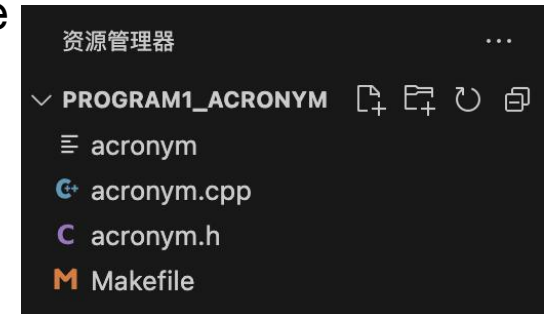 e
资源管理器 ...
PROGRAM1_ACRONYM
acronym
acronym.cpp
acronym.h
Makefile